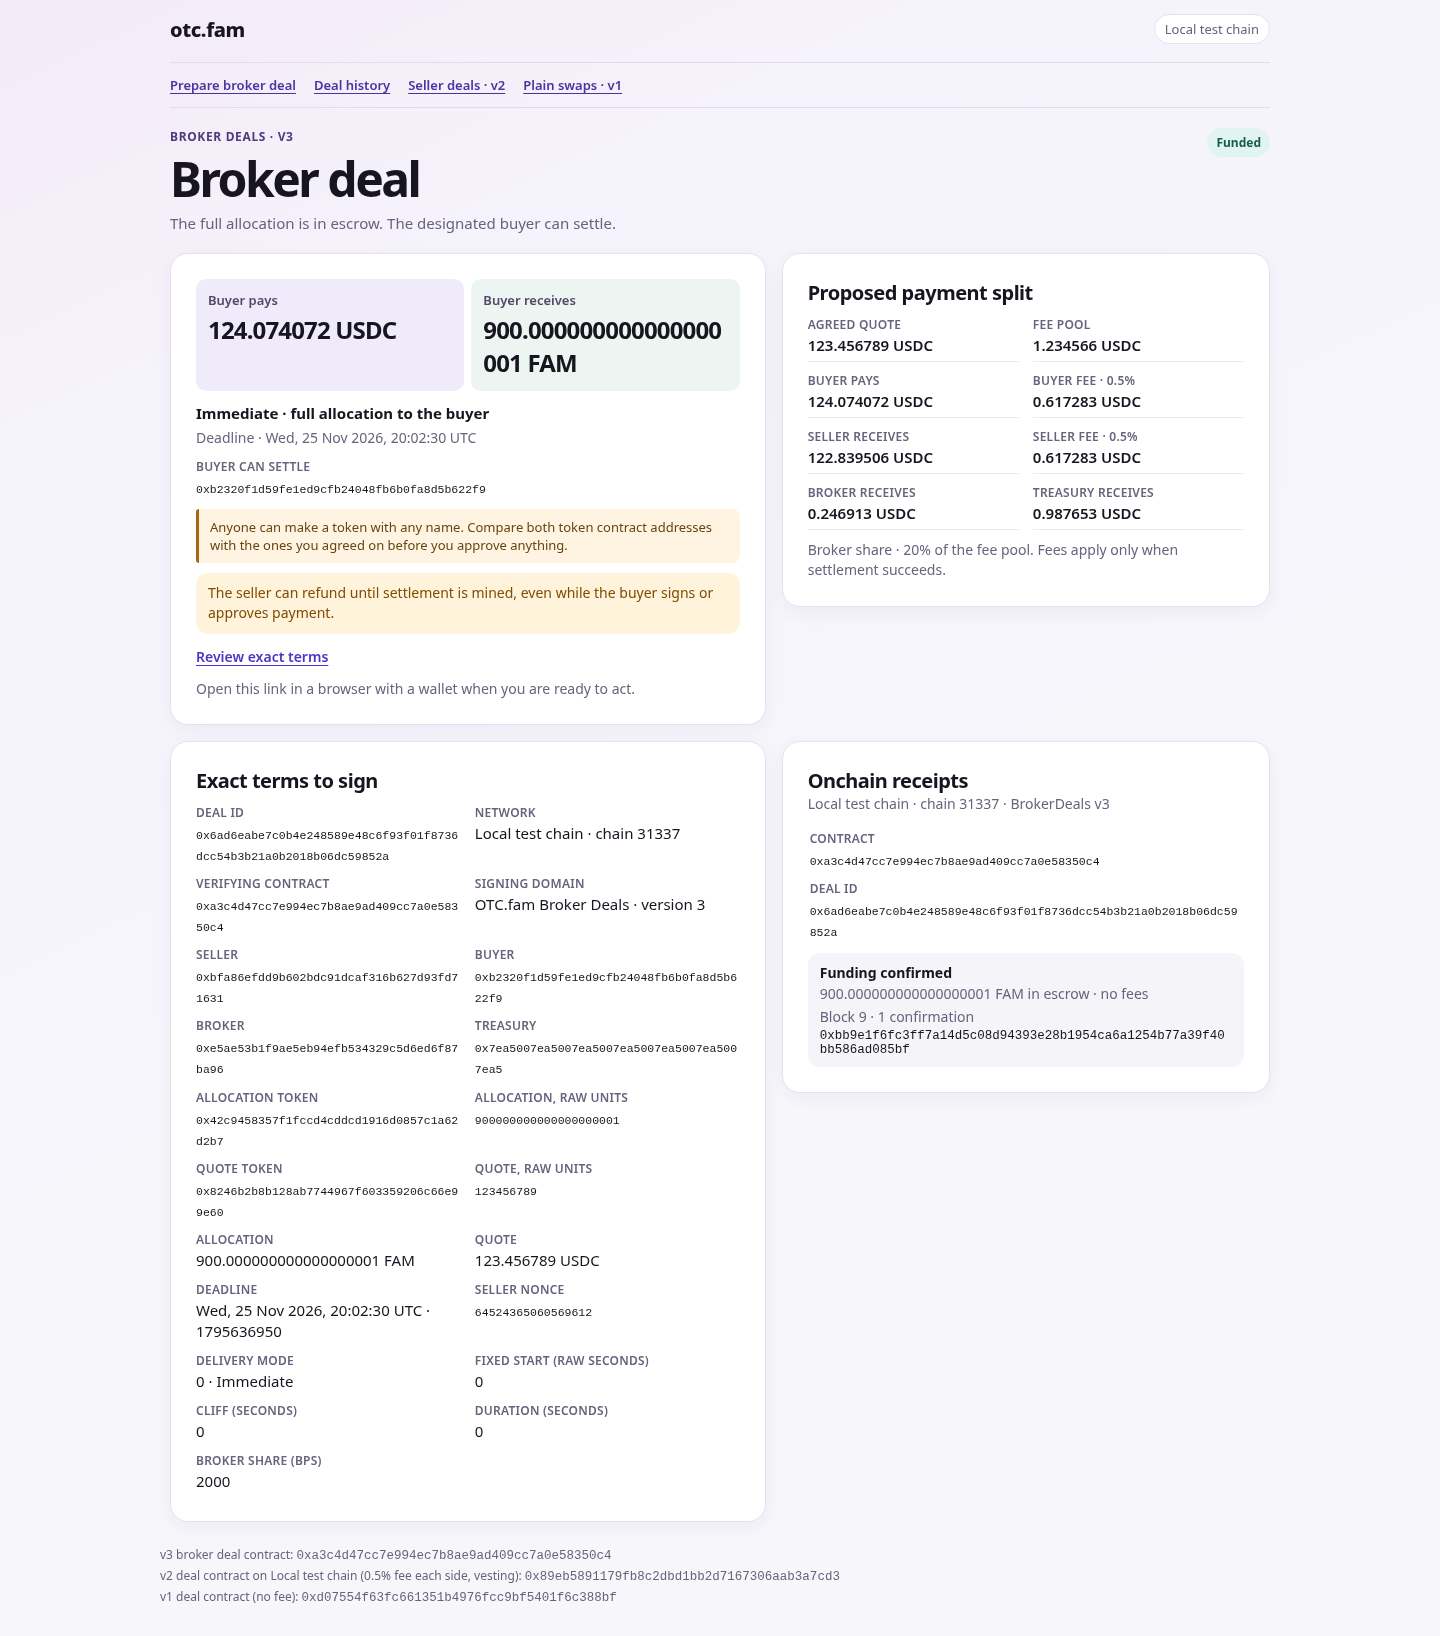 otc.fam
Local test chain
Prepare broker deal
Deal history
Seller deals · v2
Plain swaps · v1
BROKER DEALS · V3
Funded
Broker deal
The full allocation is in escrow. The designated buyer can settle.
Buyer pays
124.074072 USDC
Buyer receives
900.000000000000000
001 FAM
Immediate · full allocation to the buyer
Deadline · Wed, 25 Nov 2026, 20:02:30 UTC
BUYER CAN SETTLE
0xb2320f1d59fe1ed9cfb24048fb6b0fa8d5b622f9
Anyone can make a token with any name. Compare both token contract addresses
with the ones you agreed on before you approve anything.
The seller can refund until settlement is mined, even while the buyer signs or
approves payment.
Review exact terms
Open this link in a browser with a wallet when you are ready to act.
Proposed payment split
AGREED QUOTE
123.456789 USDC
FEE POOL
1.234566 USDC
BUYER PAYS
124.074072 USDC
BUYER FEE · 0.5%
0.617283 USDC
SELLER RECEIVES
122.839506 USDC
SELLER FEE · 0.5%
0.617283 USDC
BROKER RECEIVES
0.246913 USDC
TREASURY RECEIVES
0.987653 USDC
Broker share · 20% of the fee pool. Fees apply only when
settlement succeeds.
Exact terms to sign
DEAL ID
0x6ad6eabe7c0b4e248589e48c6f93f01f8736
dcc54b3b21a0b2018b06dc59852a
NETWORK
Local test chain · chain 31337
VERIFYING CONTRACT
0xa3c4d47cc7e994ec7b8ae9ad409cc7a0e583
50c4
SIGNING DOMAIN
OTC.fam Broker Deals · version 3
SELLER
0xbfa86efdd9b602bdc91dcaf316b627d93fd7
1631
BUYER
0xb2320f1d59fe1ed9cfb24048fb6b0fa8d5b6
22f9
BROKER
0xe5ae53b1f9ae5eb94efb534329c5d6ed6f87
ba96
TREASURY
0x7ea5007ea5007ea5007ea5007ea5007ea500
7ea5
ALLOCATION TOKEN
0x42c9458357f1fccd4cddcd1916d0857c1a62
d2b7
ALLOCATION, RAW UNITS
900000000000000000001
QUOTE TOKEN
0x8246b2b8b128ab7744967f603359206c66e9
9e60
QUOTE, RAW UNITS
123456789
ALLOCATION
900.000000000000000001 FAM
QUOTE
123.456789 USDC
DEADLINE
Wed, 25 Nov 2026, 20:02:30 UTC ·
1795636950
SELLER NONCE
64524365060569612
DELIVERY MODE
0 · Immediate
FIXED START (RAW SECONDS)
0
CLIFF (SECONDS)
0
DURATION (SECONDS)
0
BROKER SHARE (BPS)
2000
Onchain receipts
Local test chain · chain 31337 · BrokerDeals v3
CONTRACT
0xa3c4d47cc7e994ec7b8ae9ad409cc7a0e58350c4
DEAL ID
0x6ad6eabe7c0b4e248589e48c6f93f01f8736dcc54b3b21a0b2018b06dc59
852a
Funding confirmed
900.000000000000000001 FAM in escrow · no fees
Block 9 · 1 confirmation
0xbb9e1f6fc3ff7a14d5c08d94393e28b1954ca6a1254b77a39f40
bb586ad085bf
v3 broker deal contract: 0xa3c4d47cc7e994ec7b8ae9ad409cc7a0e58350c4
v2 deal contract on Local test chain (0.5% fee each side, vesting): 0x89eb5891179fb8c2dbd1bb2d7167306aab3a7cd3
v1 deal contract (no fee): 0xd07554f63fc661351b4976fcc9bf5401f6c388bf